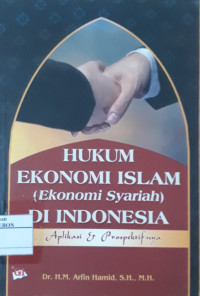 HUKUM
EKONOMI ISLAM
(Ekonomi Syariah)
DI INDONESIA
Aplikasi & Prospektifnya
Dr. H.M. Arfin Hamid, S.H., M.H.